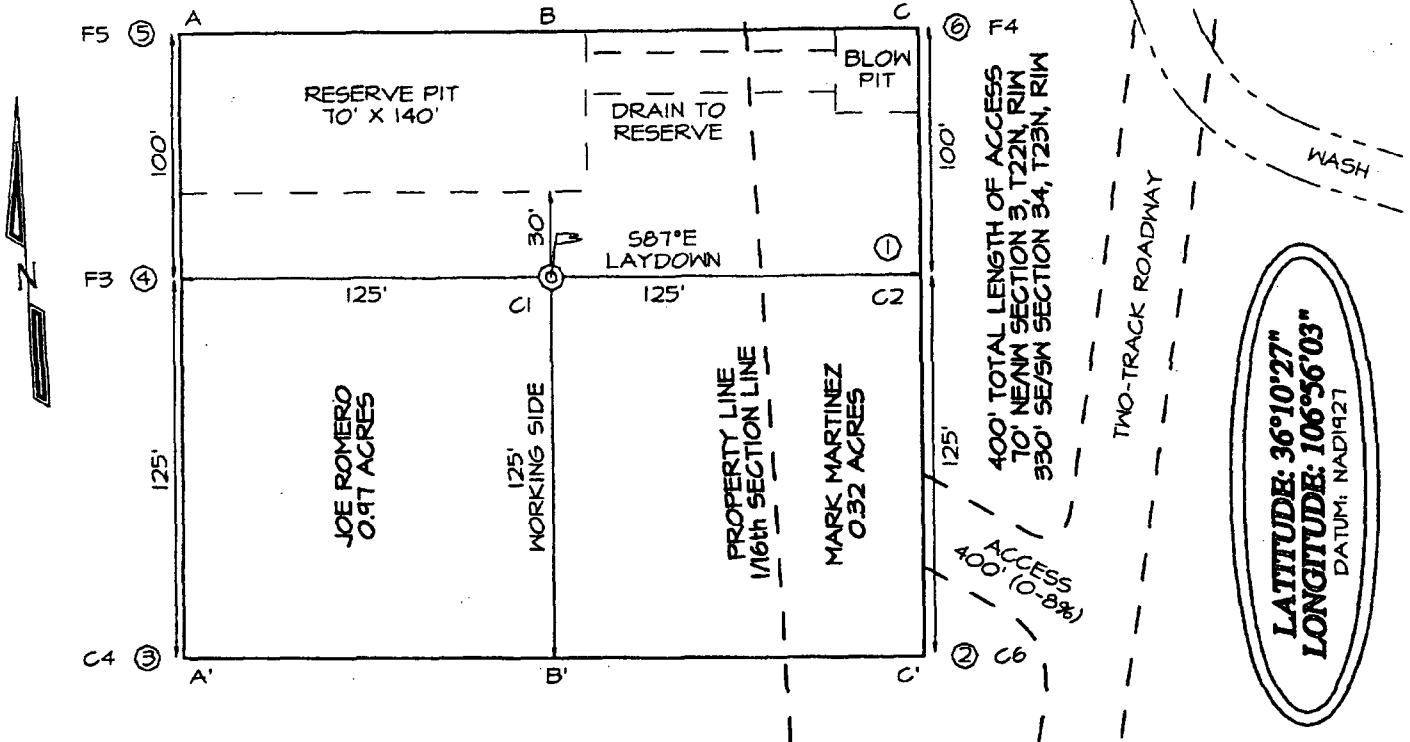 A
B
C
F5 ⑤
⑥ F4
RESERVE PIT
70' X 140'
BLOW
PIT
DRAIN TO
RESERVE
100'
100'
30'
S87°E
LAYDOWN
①
F3 ④
125'
C1
125'
C2
400' TOTAL LENGTH OF ACCESS
70' NE/NW SECTION 3, T22N, R1W
330' SE/SW SECTION 34, T23N, R1W
TWO-TRACK ROADWAY
WASH
N
JOE ROMERO
0.97 ACRES
125'
125'
WORKING SIDE
PROPERTY LINE
1/16th SECTION LINE
MARK MARTINEZ
0.32 ACRES
125'
ACCESS
400' (0-8%)
LATITUDE: 36°10'27"
LONGITUDE: 106°56'03"
DATUM: NAD1927
C4 ③
② C6
A'
B'
C'